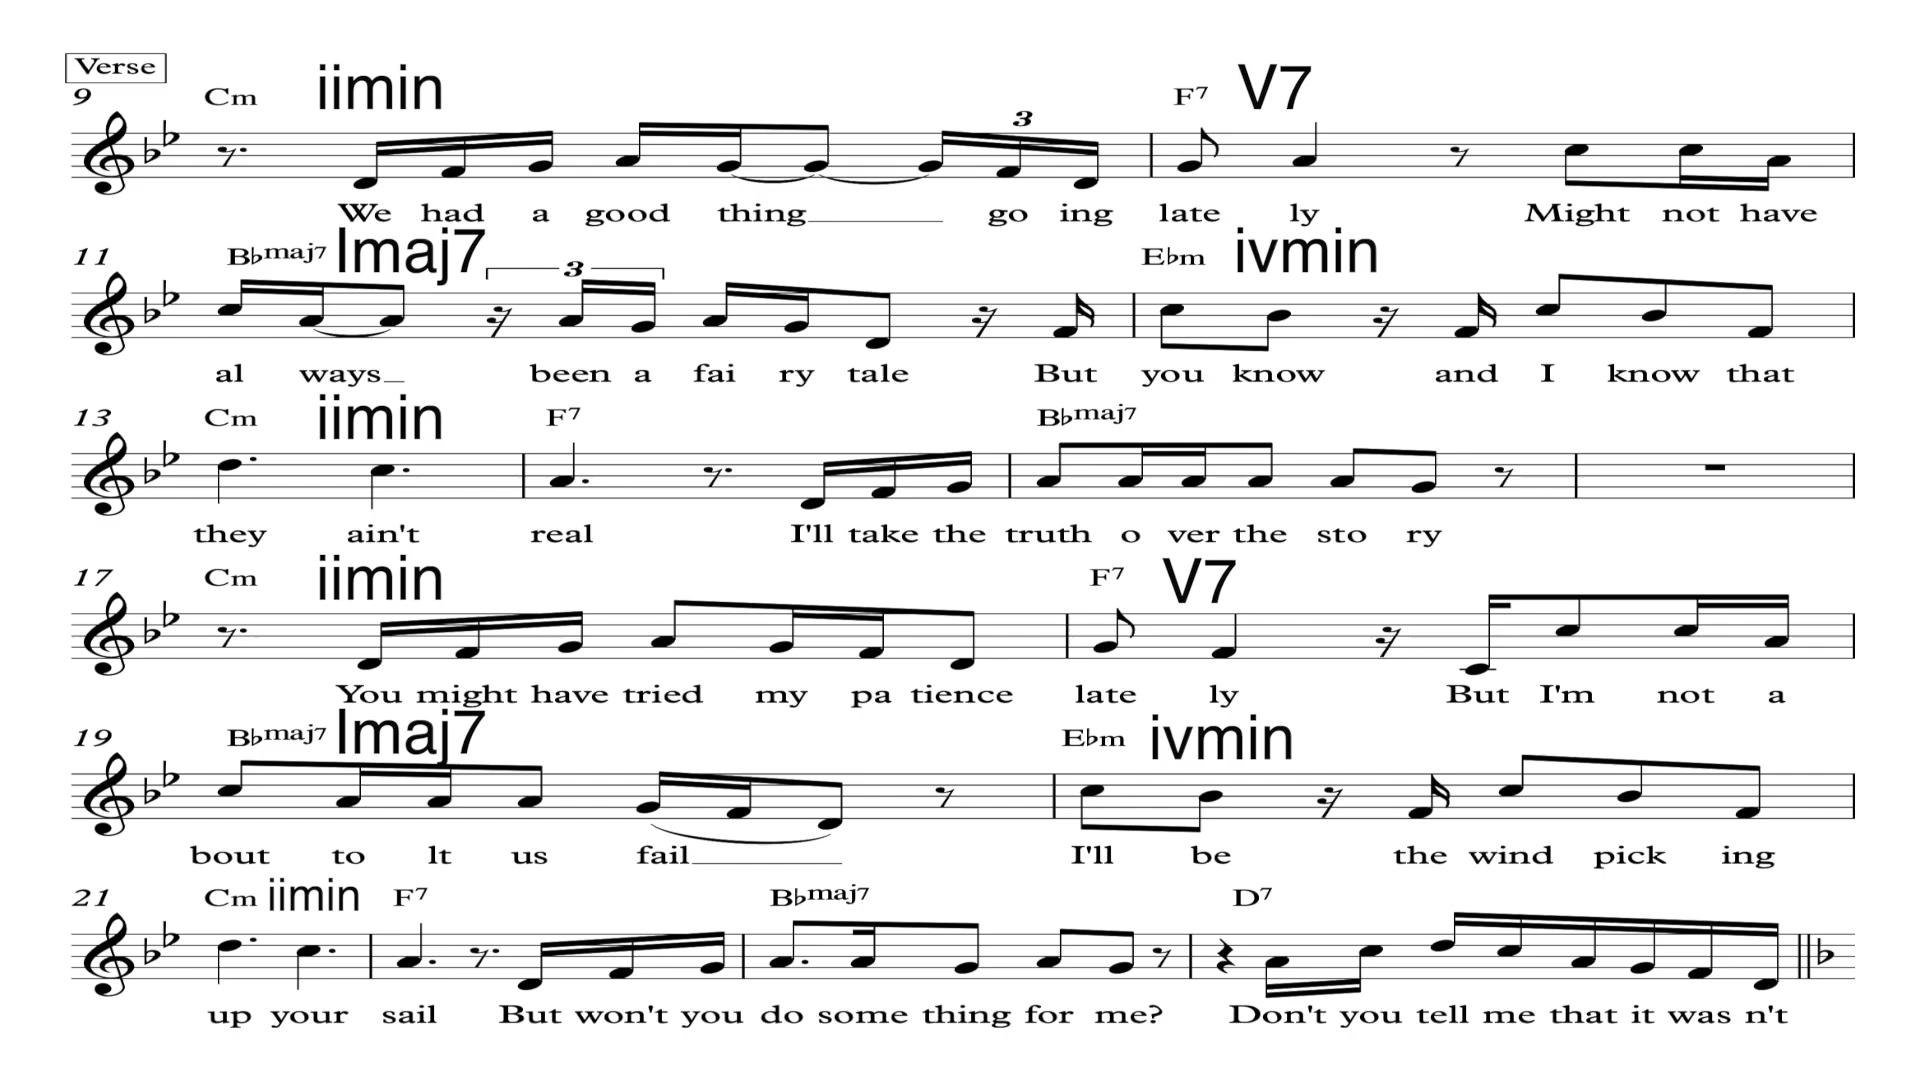 Verse
9 Cm iimin 3 F7 V7
We had a good thing going lately Might not have
11 B♭maj7 Imaj7 3 E♭m ivmin
al ways been a fai ry tale But you know and I know that
13 Cm iimin F7 B♭maj7
they ain't real I'll take the truth o ver the sto ry
17 Cm iimin F7 V7
You might have tried my pa tience late ly But I'm not a
19 B♭maj7 Imaj7 E♭m ivmin
bout to lt us fail I'll be the wind pick ing
21 Cm iimin F7 B♭maj7 D7
up your sail But won't you do some thing for me? Don't you tell me that it was n't